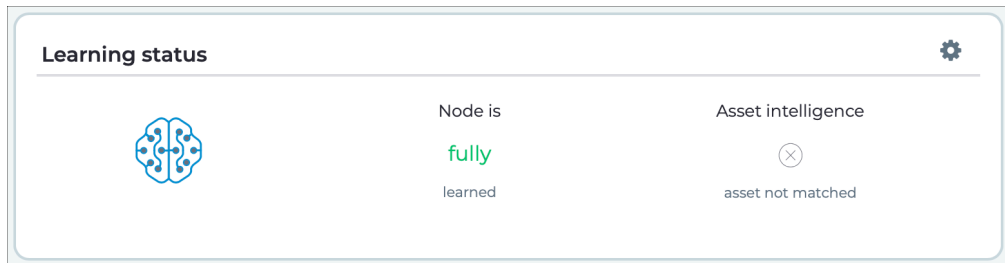 Learning status
Node is
fully
learned
Asset intelligence
asset not matched